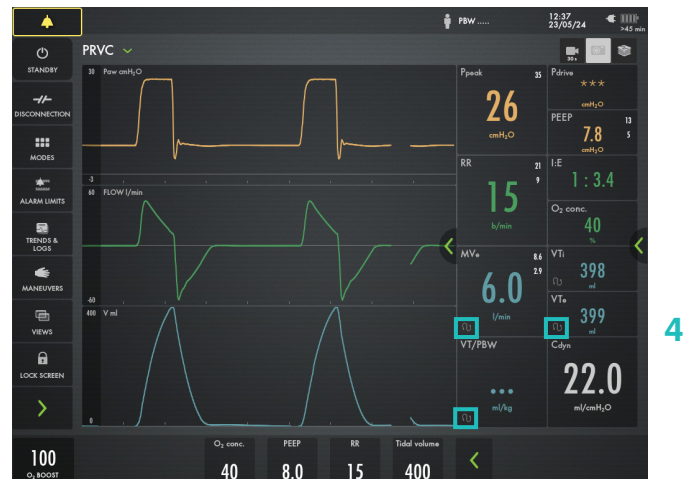 PBW .....
12:37
23/05/24
>45 min
STANDBY
DISCONNECTION
MODES
ALARM LIMITS
TRENDS &
LOGS
MANEUVERS
VIEWS
LOCK SCREEN
100
O₂ BOOST
PRVC
30 s
30 Paw cmH₂O
-3
60 FLOW l/min
-60
400 V ml
0
Ppeak 35
26
cmH₂O
RR 21
9
15
b/min
MVe 8.6
2.9
6.0
l/min
VT/PBW
...
ml/kg
Pdrive
***
cmH₂O
PEEP 13
7.8 5
cmH₂O
I:E
1 : 3.4
O₂ conc.
40
%
VTi
398
ml
VTe
399
ml
Cdyn
22.0
ml/cmH₂O
4
O₂ conc. PEEP RR Tidal volume
40 8.0 15 400